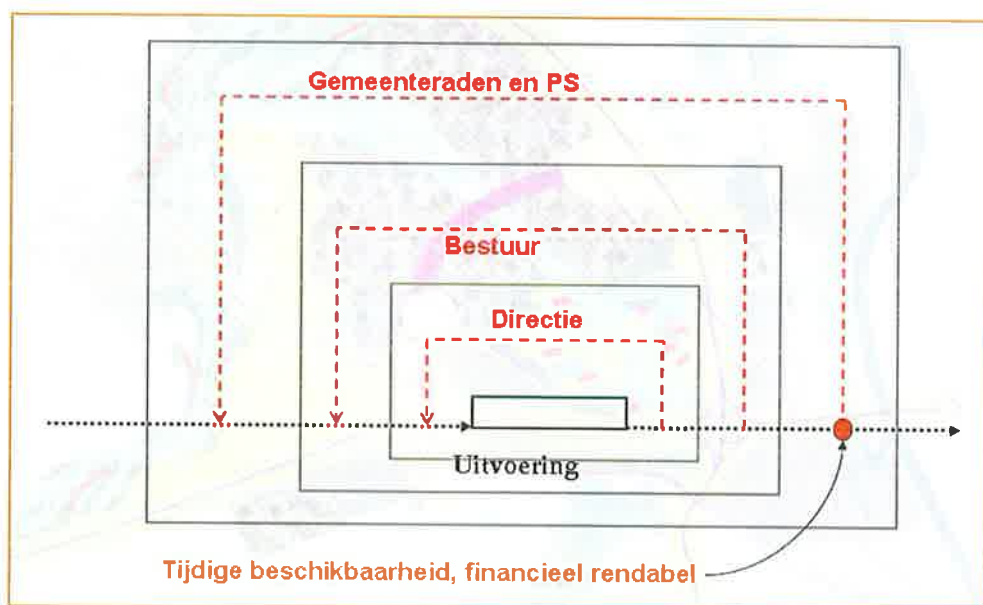 Gemeenteraden en PS
Bestuur
Directie
Uitvoering
Tijdige beschikbaarheid, financieel rendabel